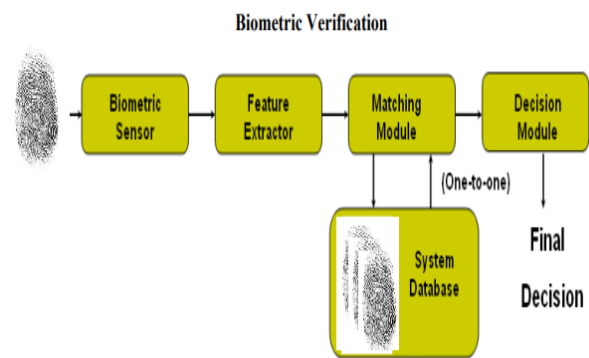 Biometric Verification
Biometric
Sensor
Feature
Extractor
Matching
Module
Decision
Module
(One-to-one)
System
Database
Final
Decision